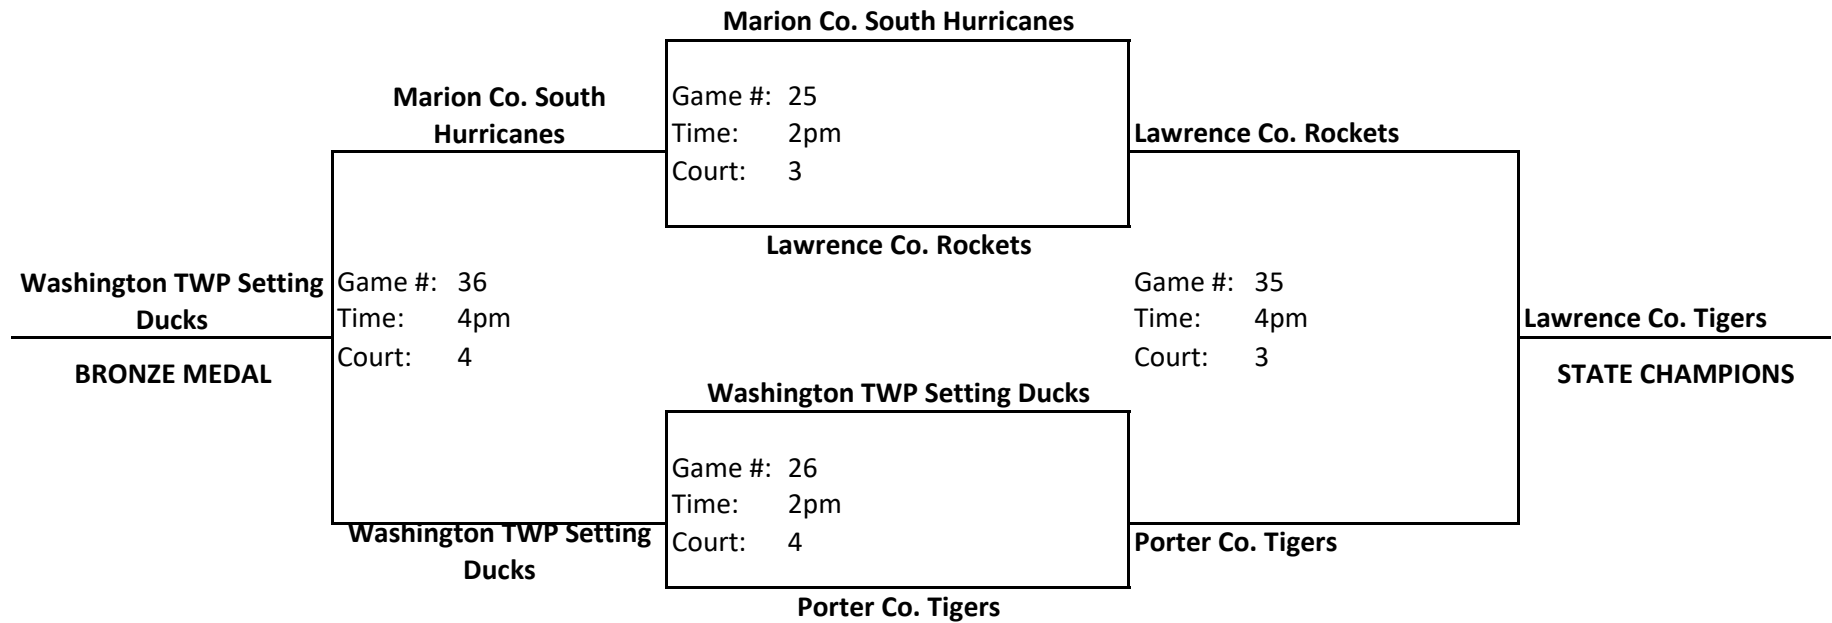 Marion Co. South Hurricanes
Marion Co. South
Hurricanes
Game #: 25
Time: 2pm
Court: 3
Lawrence Co. Rockets
Lawrence Co. Rockets
Washington TWP Setting
Ducks
BRONZE MEDAL
Game #: 36
Time: 4pm
Court: 4
Game #: 35
Time: 4pm
Court: 3
Lawrence Co. Tigers
STATE CHAMPIONS
Washington TWP Setting Ducks
Game #: 26
Time: 2pm
Court: 4
Washington TWP Setting
Ducks
Porter Co. Tigers
Porter Co. Tigers